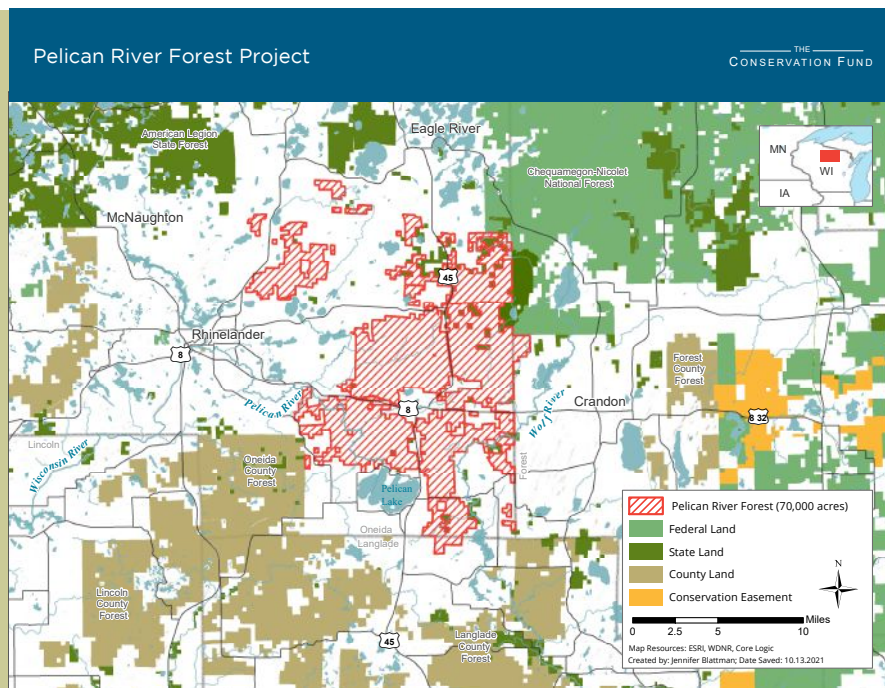 Pelican River Forest Project
THE
CONSERVATION FUND
American Legion
State Forest
Eagle River
Chequamegon-Nicolet
National Forest
MN
WI
IA
McNaughton
45
Rhinelander
8
Forest
County
Forest
Pelican River
8
Wolf River
Crandon
8 32
Lincoln
Wisconsin River
Oneida
County
Forest
Forest
Pelican
Lake
Oneida
Langlade
Lincoln
County
Forest
45
Langlade
County
Forest
Pelican River Forest (70,000 acres)
Federal Land
State Land
County Land
Conservation Easement
N
Miles
0 2.5 5 10
Map Resources: ESRI, WDNR, Core Logic
Created by: Jennifer Blattman; Date Saved: 10.13.2021